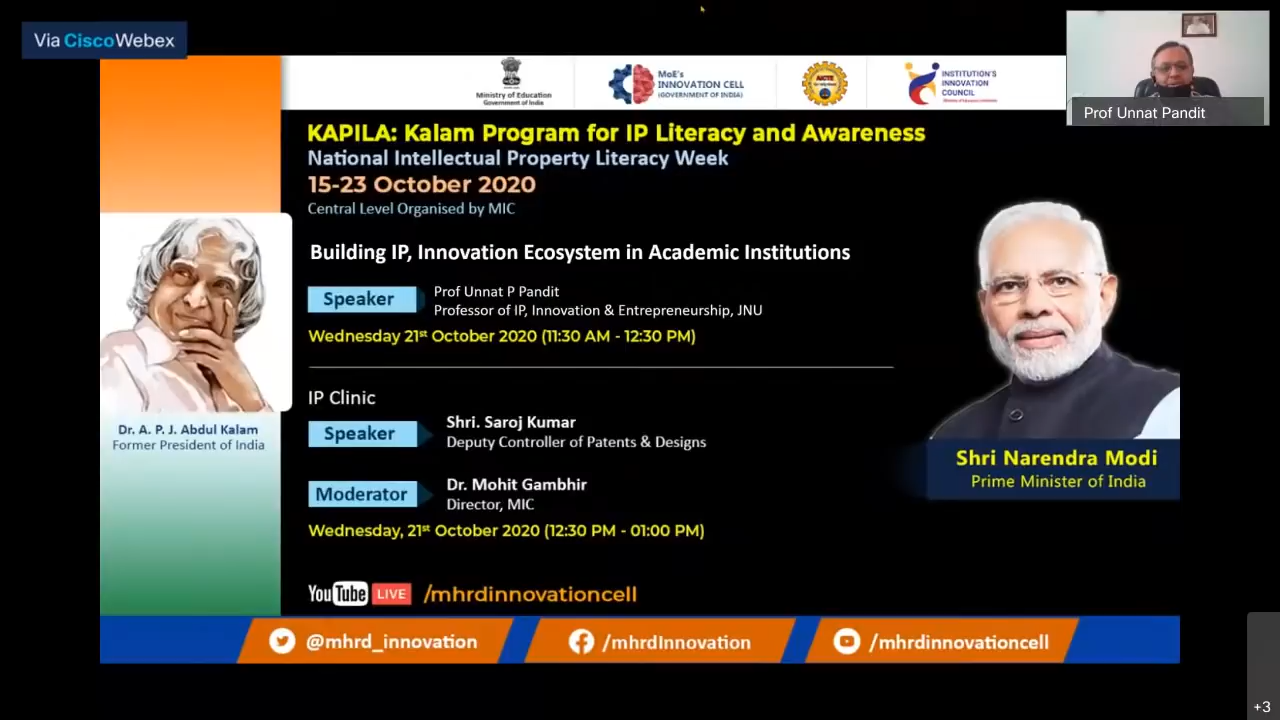 Via CiscoWebex
Ministry of Education
Government of India
MoE's
INNOVATION CELL
(GOVERNMENT OF INDIA)
AICTE
INSTITUTION'S
INNOVATION
COUNCIL
Prof Unnat Pandit
KAPILA: Kalam Program for IP Literacy and Awareness
National Intellectual Property Literacy Week
15-23 October 2020
Central Level Organised by MIC
Building IP, Innovation Ecosystem in Academic Institutions
Speaker
Prof Unnat P Pandit
Professor of IP, Innovation & Entrepreneurship, JNU
Wednesday 21st October 2020 (11:30 AM - 12:30 PM)
IP Clinic
Speaker
Shri. Saroj Kumar
Deputy Controller of Patents & Designs
Moderator
Dr. Mohit Gambhir
Director, MIC
Wednesday, 21st October 2020 (12:30 PM - 01:00 PM)
Dr. A. P. J. Abdul Kalam
Former President of India
Shri Narendra Modi
Prime Minister of India
YouTube LIVE /mhrdinnovationcell
@mhrd_innovation
/mhrdInnovation
/mhrdinnovationcell
+3